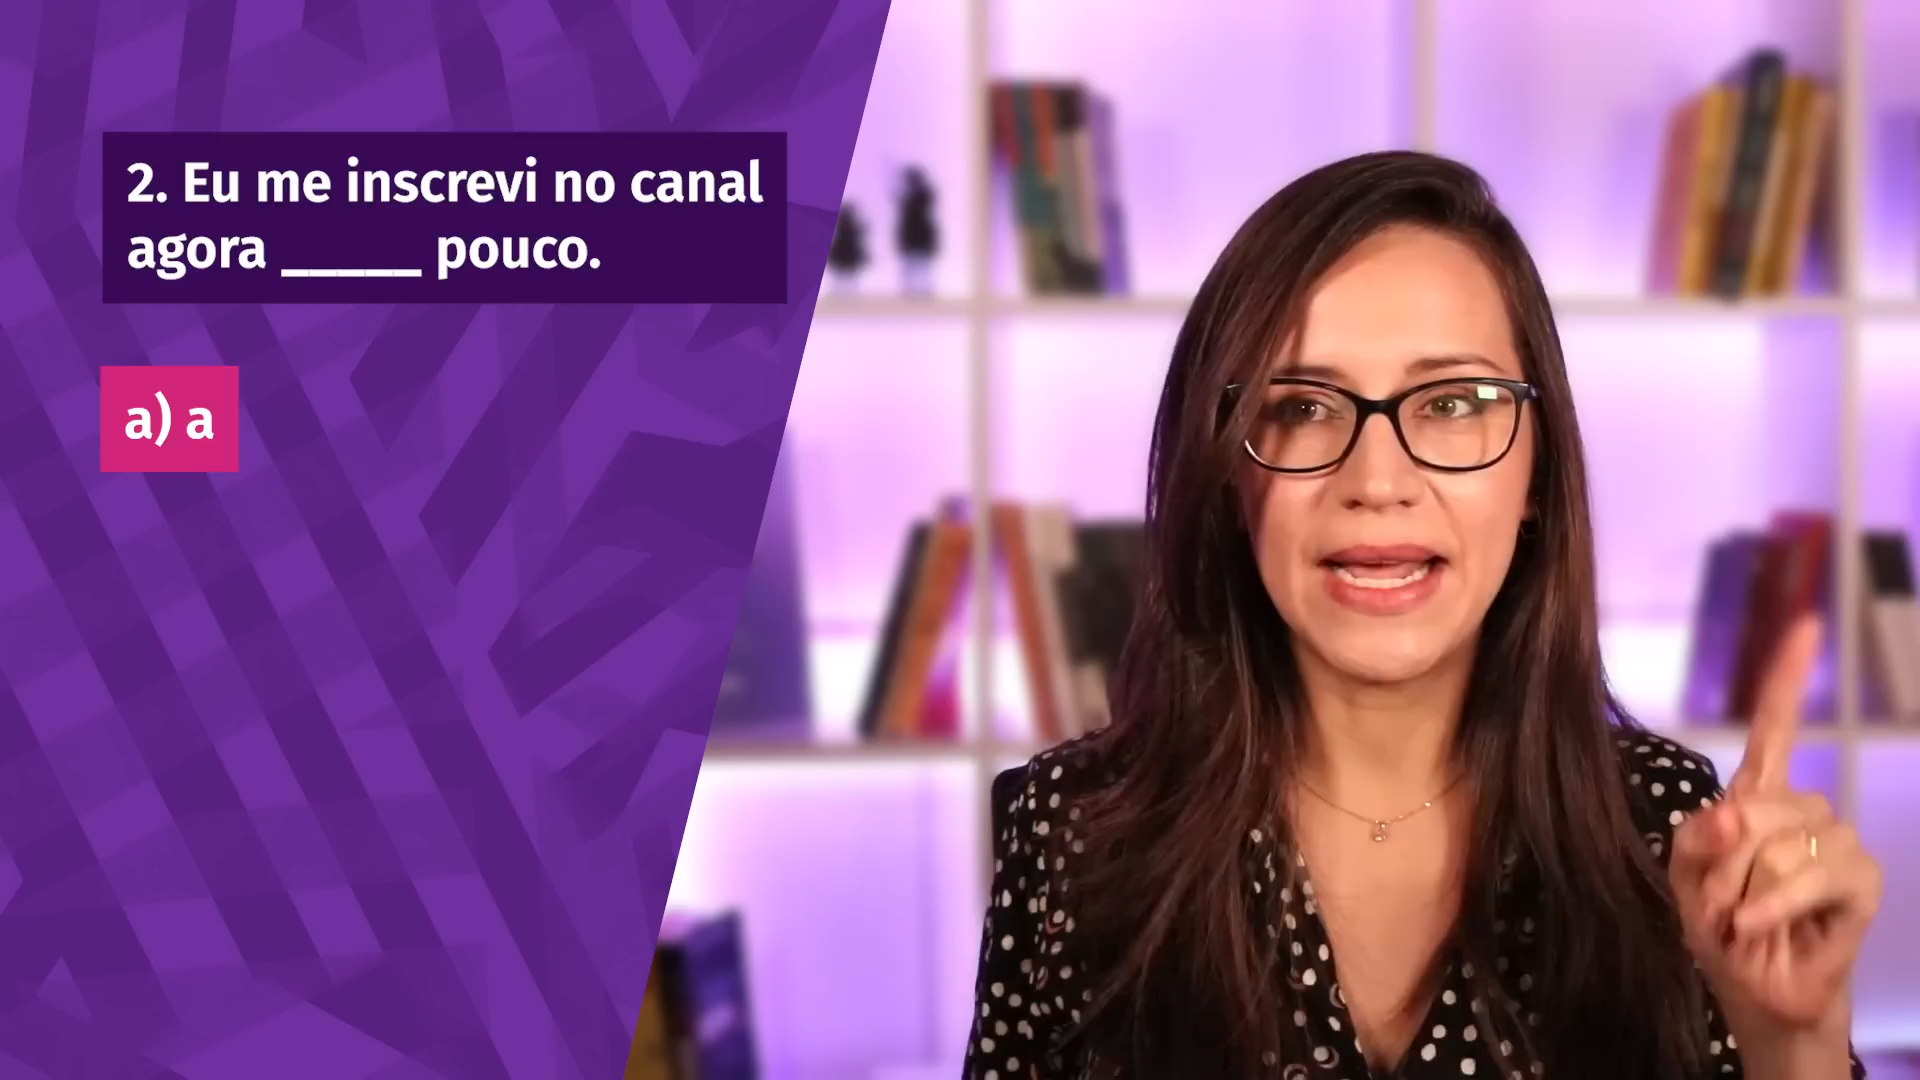 2. Eu me inscrevi no canal
agora _____ pouco.
a) a